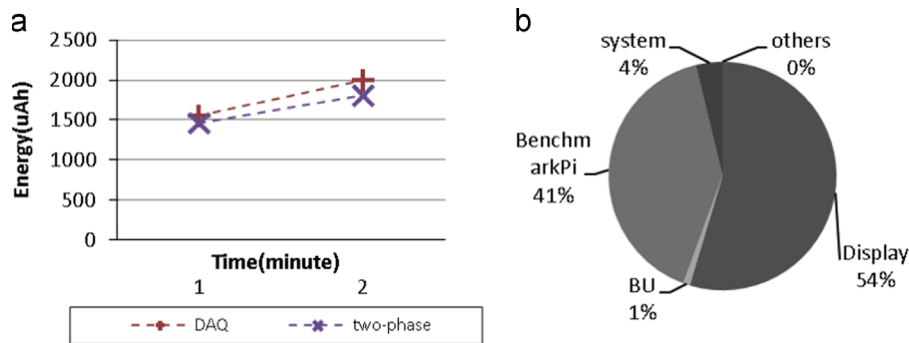 a
2500
2000
1500
1000
500
0
Energy(uAh)
Time(minute)
1
2
DAQ
two-phase
b
system
4%
others
0%
Benchm
arkPi
41%
BU
1%
Display
54%